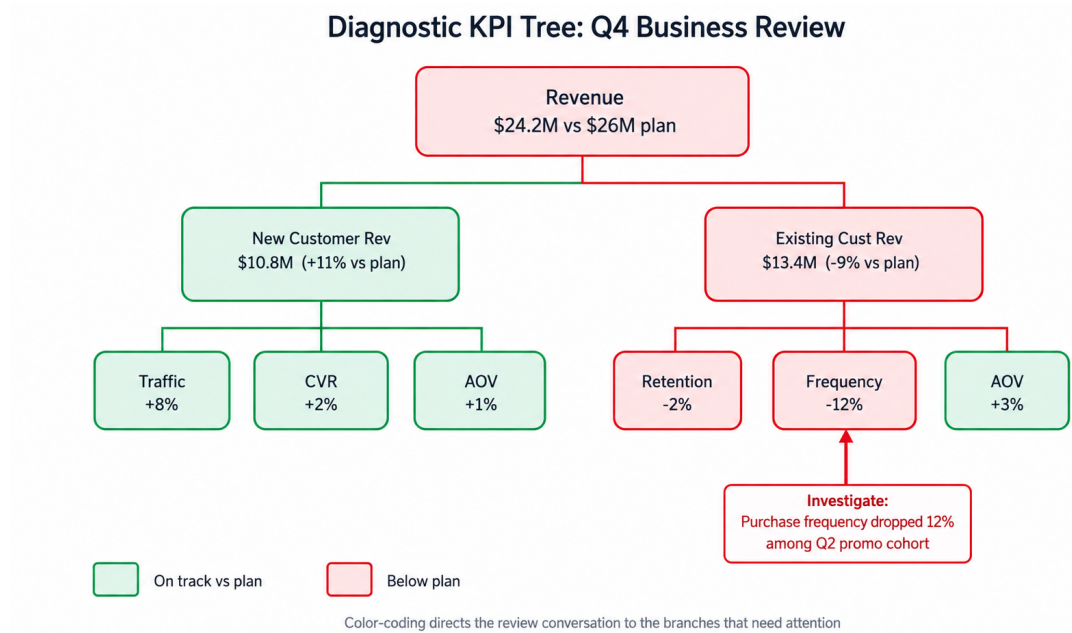 Diagnostic KPI Tree: Q4 Business Review
Revenue
$24.2M vs $26M plan
New Customer Rev
$10.8M (+11% vs plan)
Existing Cust Rev
$13.4M (-9% vs plan)
Traffic
+8%
CVR
+2%
AOV
+1%
Retention
-2%
Frequency
-12%
AOV
+3%
Investigate:
Purchase frequency dropped 12%
among Q2 promo cohort
On track vs plan
Below plan
Color-coding directs the review conversation to the branches that need attention